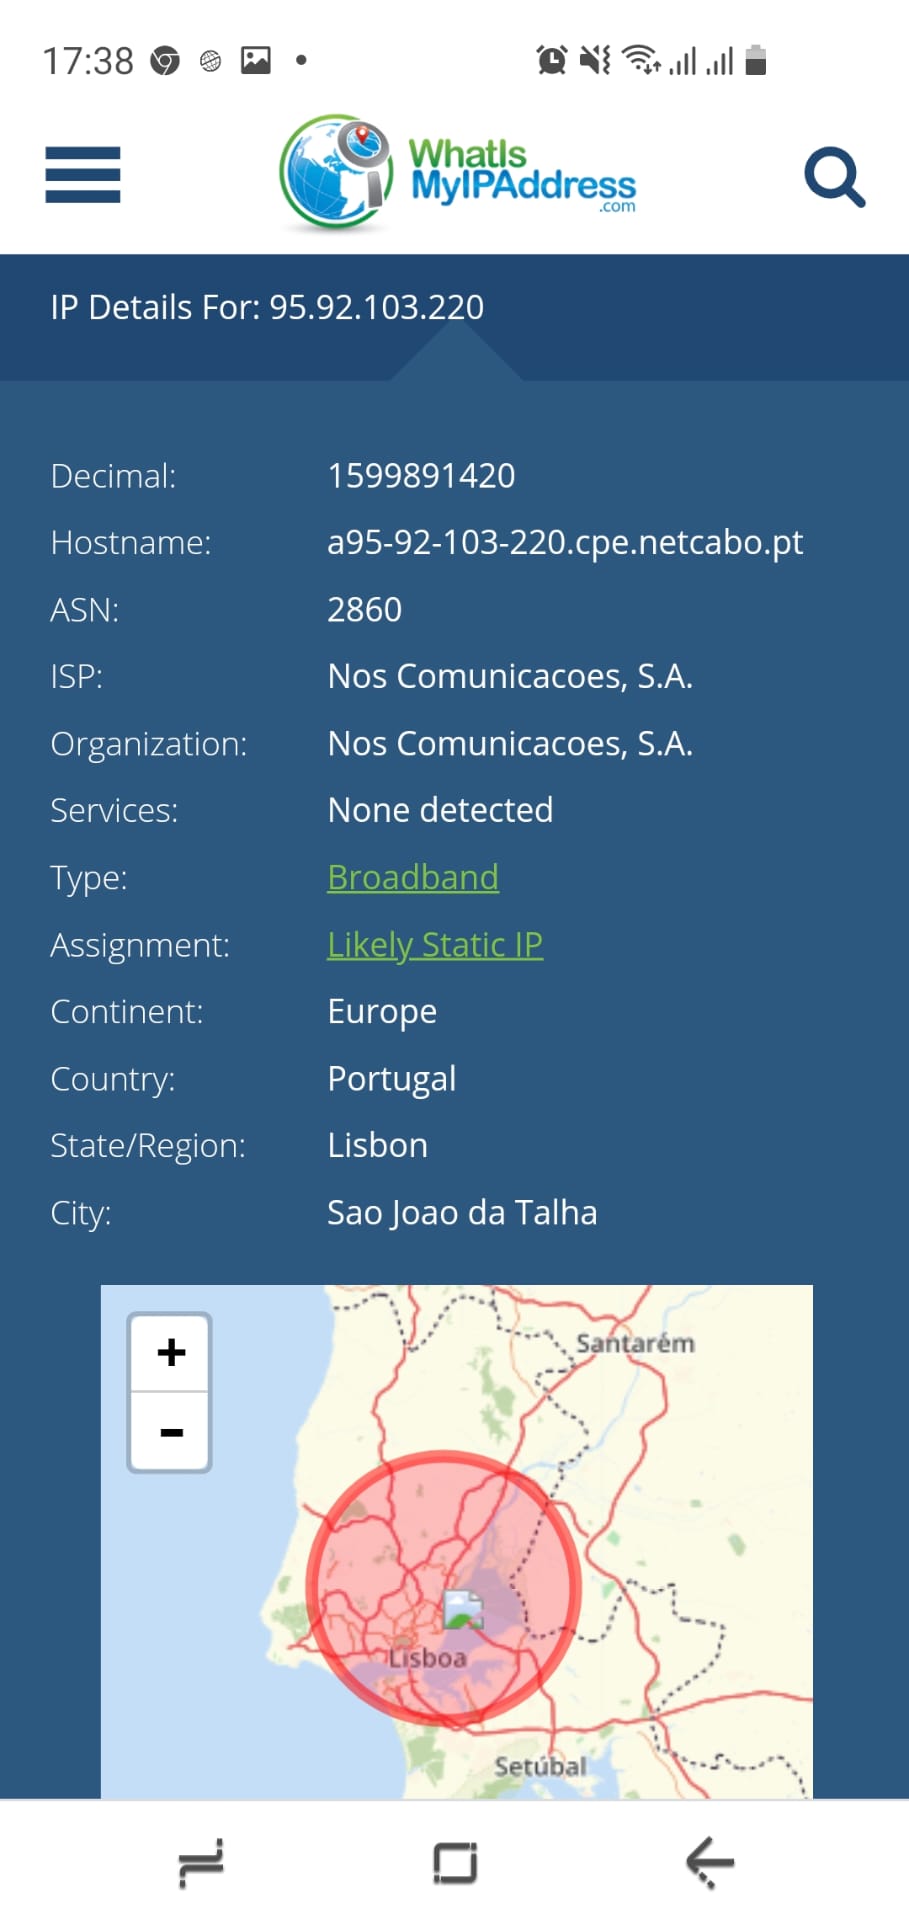 17:38
WhatIs
MyIPAddress
.com
IP Details For: 95.92.103.220
Decimal: 1599891420
Hostname: a95-92-103-220.cpe.netcabo.pt
ASN: 2860
ISP: Nos Comunicacoes, S.A.
Organization: Nos Comunicacoes, S.A.
Services: None detected
Type: Broadband
Assignment: Likely Static IP
Continent: Europe
Country: Portugal
State/Region: Lisbon
City: Sao Joao da Talha
+
Santarém
-
Lisboa
Setúbal